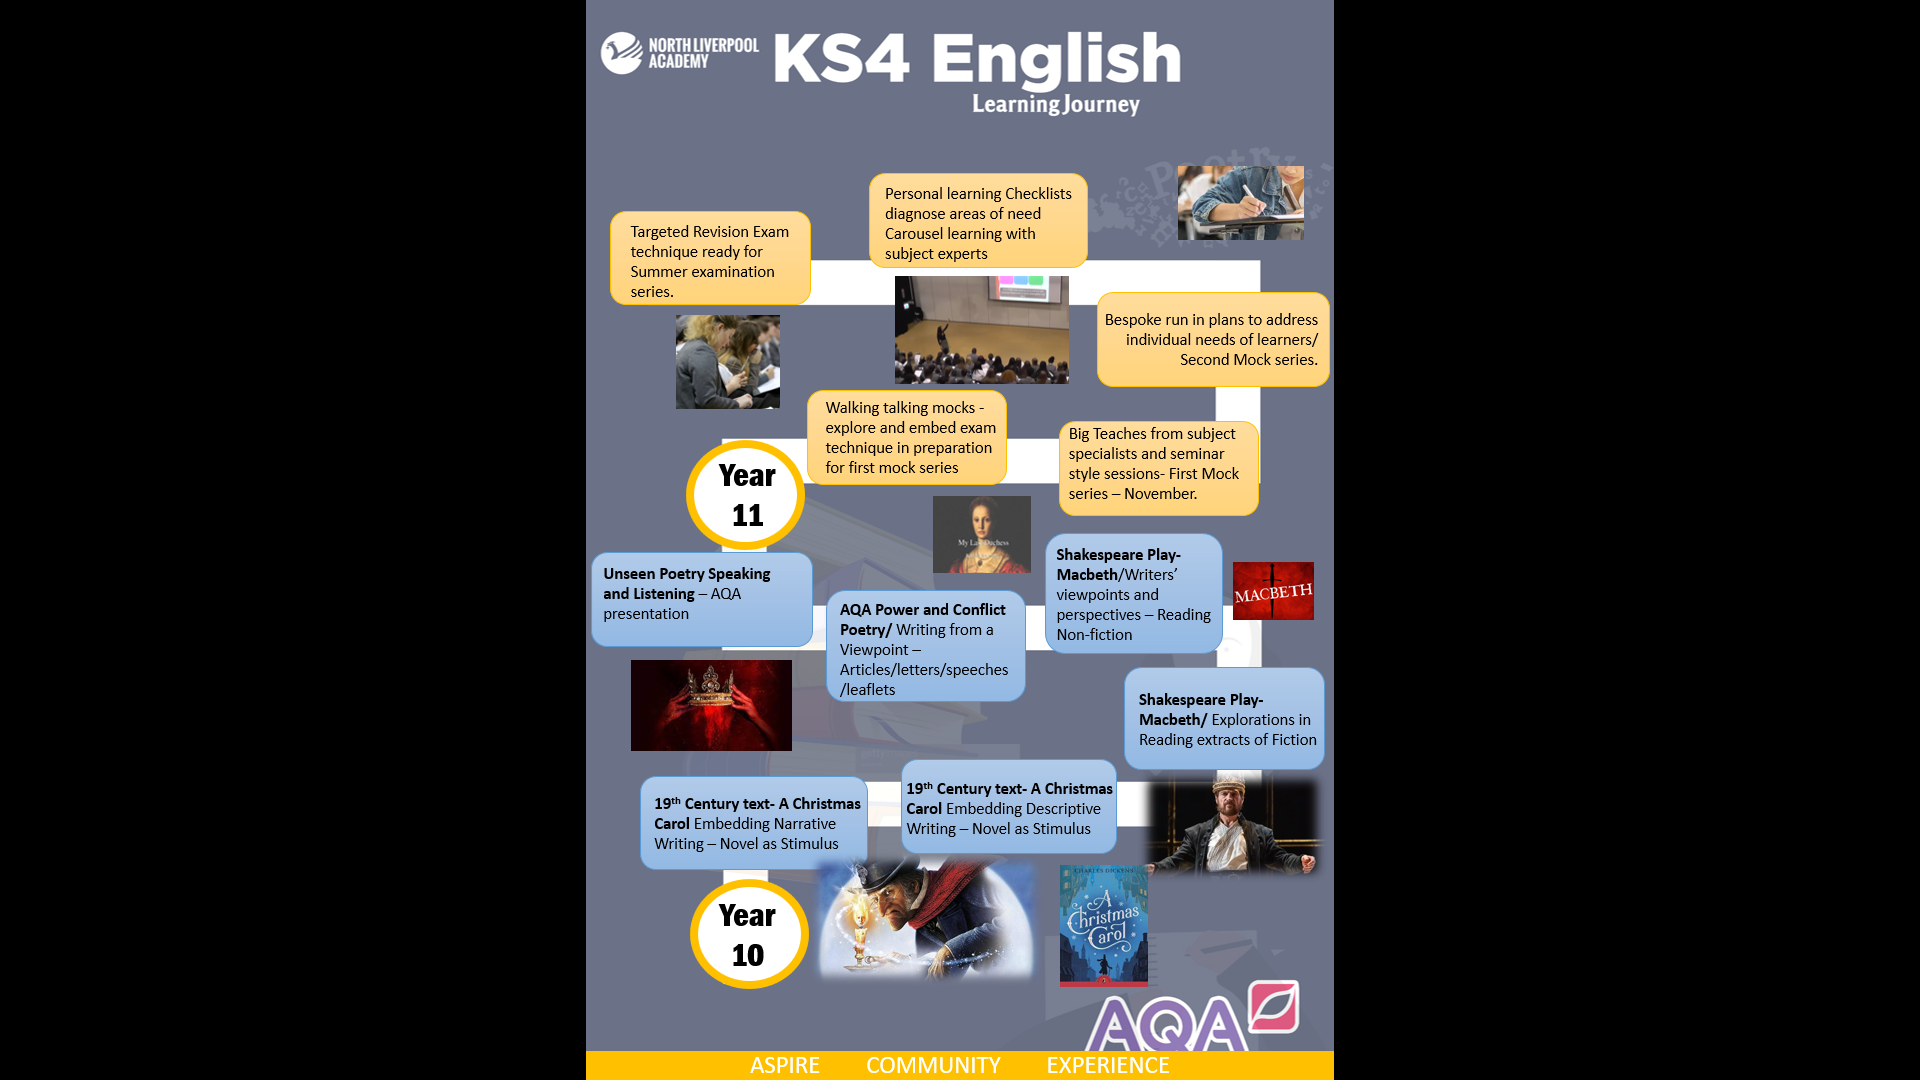 NORTH LIVERPOOL
ACADEMY
KS4 English
Learning Journey
Poetry
Personal learning Checklists
diagnose areas of need
Carousel learning with
subject experts
Targeted Revision Exam
technique ready for
Summer examination
series.
Bespoke run in plans to address
individual needs of learners/
Second Mock series.
Walking talking mocks -
explore and embed exam
technique in preparation
for first mock series
Big Teaches from subject
specialists and seminar
style sessions- First Mock
series – November.
Year
11
My Last Duchess
Unseen Poetry Speaking
and Listening – AQA
presentation
AQA Power and Conflict
Poetry/ Writing from a
Viewpoint –
Articles/letters/speeches
/leaflets
Shakespeare Play-
Macbeth/Writers’
viewpoints and
perspectives – Reading
Non-fiction
MACBETH
Shakespeare Play-
Macbeth/ Explorations in
Reading extracts of Fiction
19th Century text- A Christmas
Carol Embedding Narrative
Writing – Novel as Stimulus
19th Century text- A Christmas
Carol Embedding Descriptive
Writing – Novel as Stimulus
Year
10
CHARLES DICKENS
A
Christmas
Carol
AQA
ASPIRE COMMUNITY EXPERIENCE